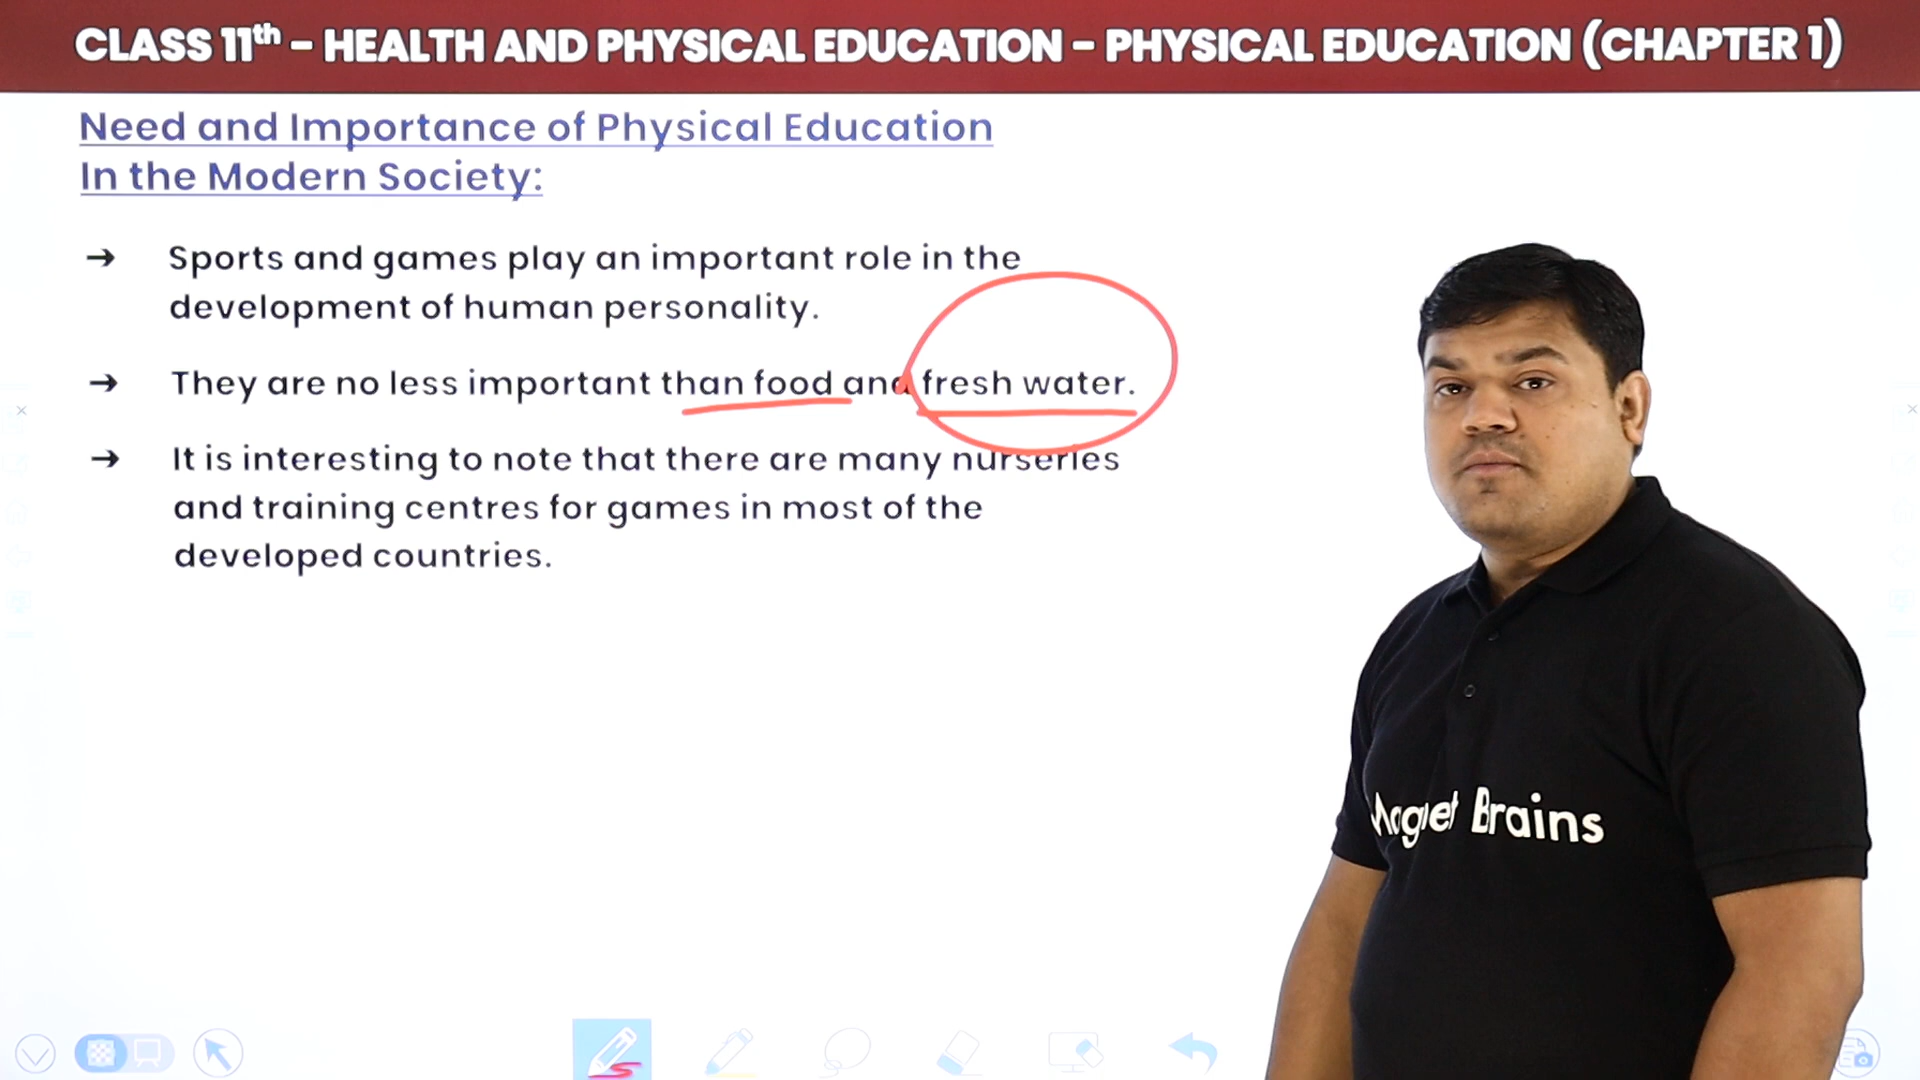 CLASS 11th – HEALTH AND PHYSICAL EDUCATION – PHYSICAL EDUCATION (CHAPTER 1)
Need and Importance of Physical Education
In the Modern Society:
→ Sports and games play an important role in the
development of human personality.
→ They are no less important than food and fresh water.
→ It is interesting to note that there are many nurseries
and training centres for games in most of the
developed countries.
Magnet Brains